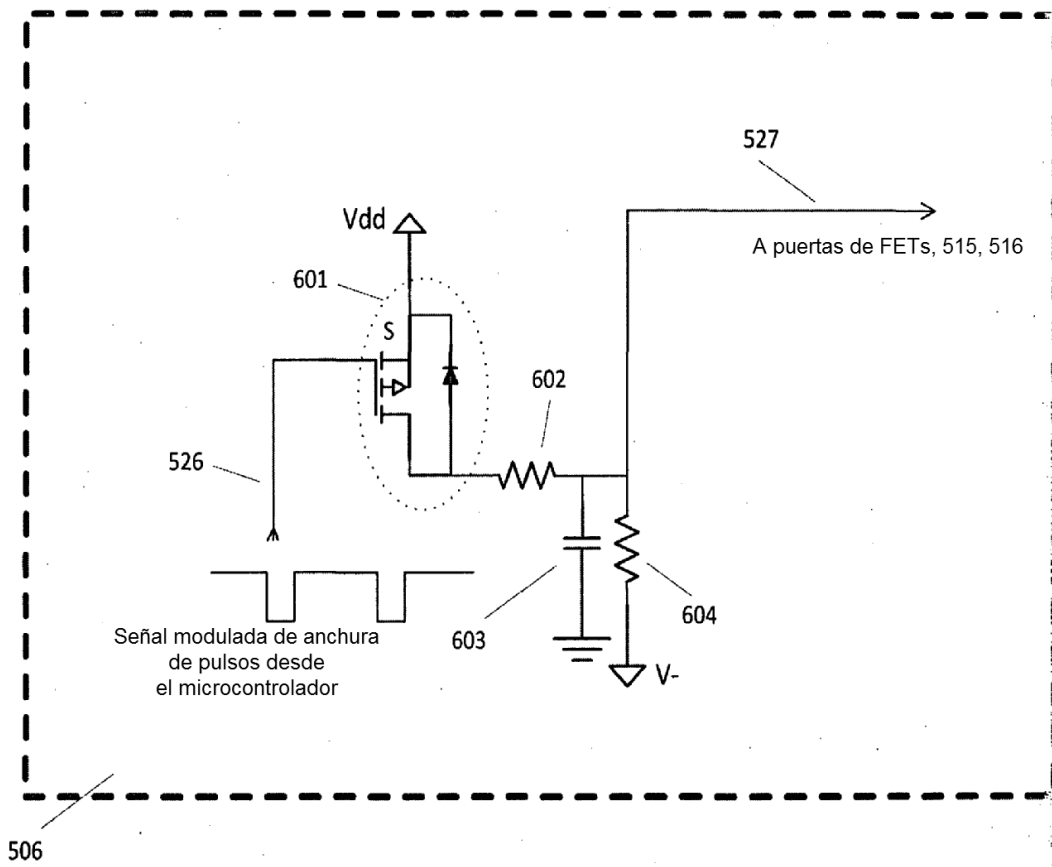 527
Vdd
A puertas de FETs, 515, 516
601
S
602
526
604
603
Señal modulada de anchura
de pulsos desde
el microcontrolador
V-
506